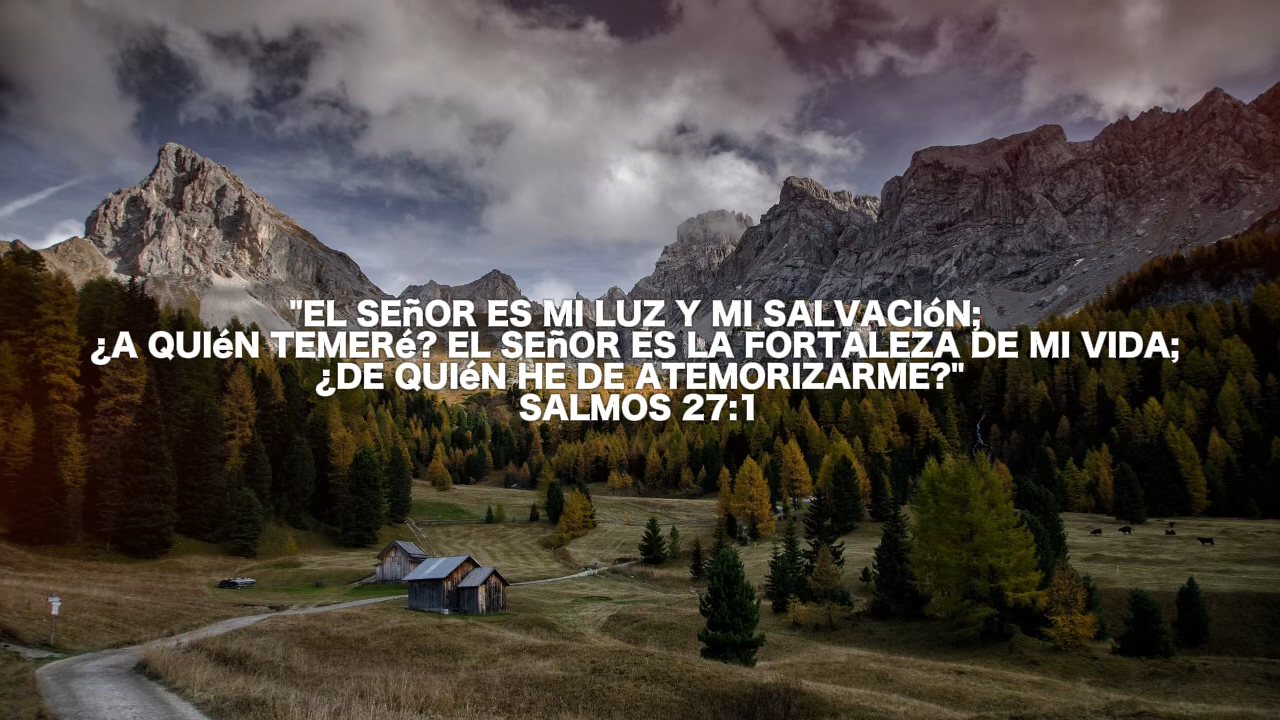 "EL SEñOR ES MI LUZ Y MI SALVACIóN;
¿A QUIéN TEMERé? EL SEñOR ES LA FORTALEZA DE MI VIDA;
¿DE QUIéN HE DE ATEMORIZARME?"
SALMOS 27:1